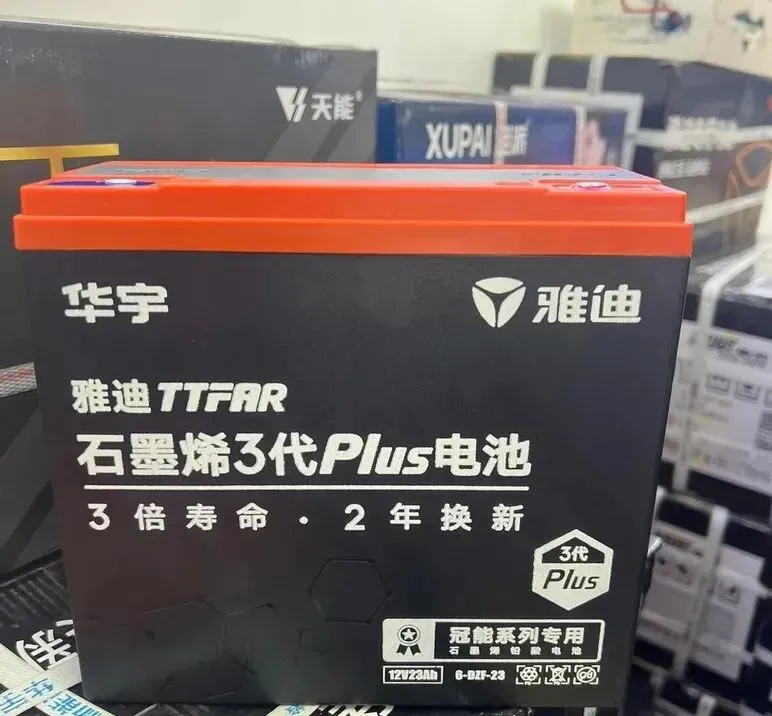 天能
XUPAI
华宇
雅迪
雅迪TTFAR
石墨烯3代Plus电池
3倍寿命·2年换新
3代
Plus
冠能系列专用
石墨烯铅酸电池
12V23Ah 6-DZF-23